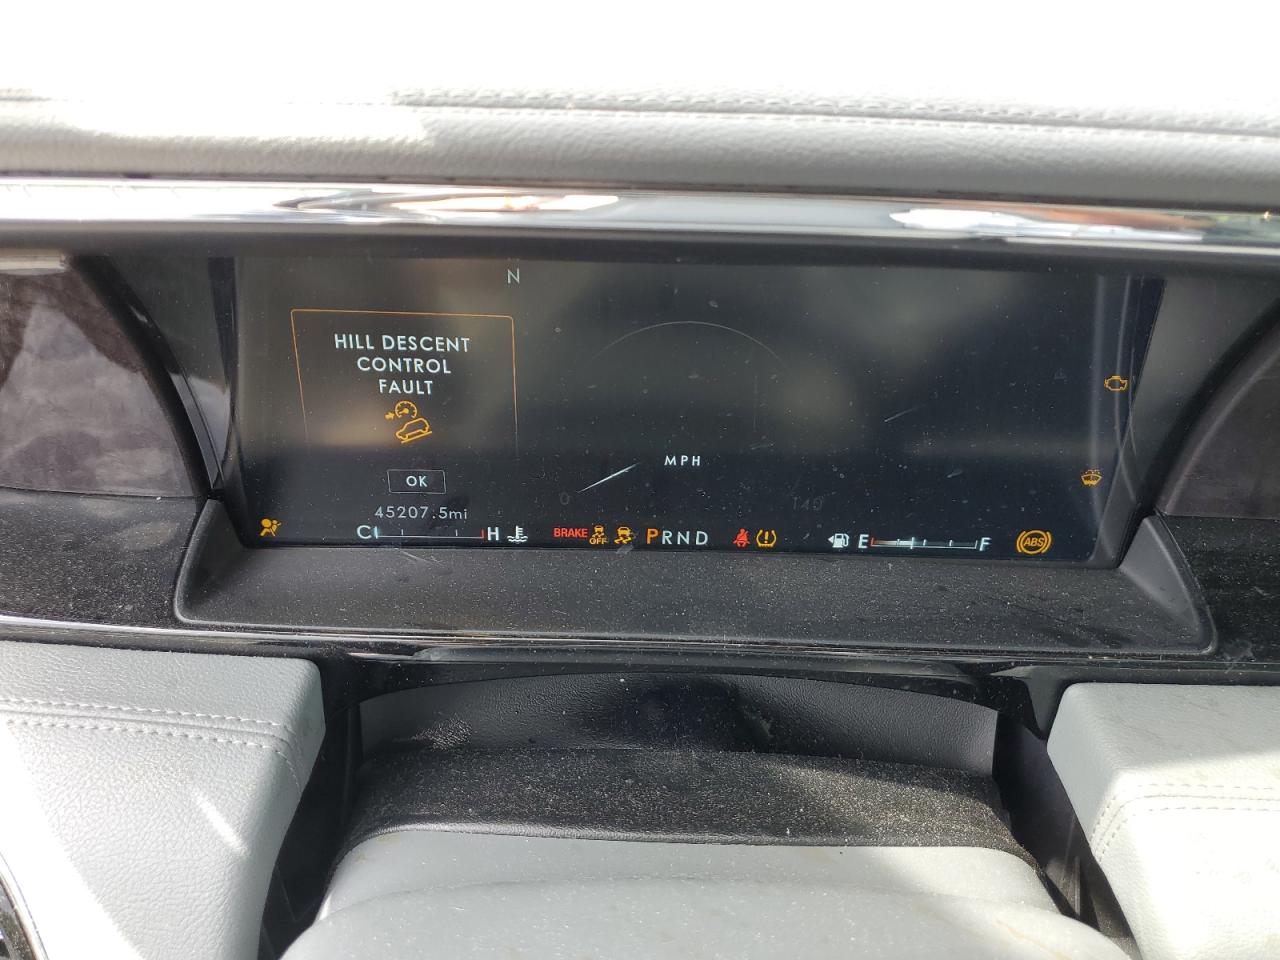 N
HILL DESCENT
CONTROL
FAULT
OK
MPH
0
140
45207.5mi
C H BRAKE OFF PRND E F ABS